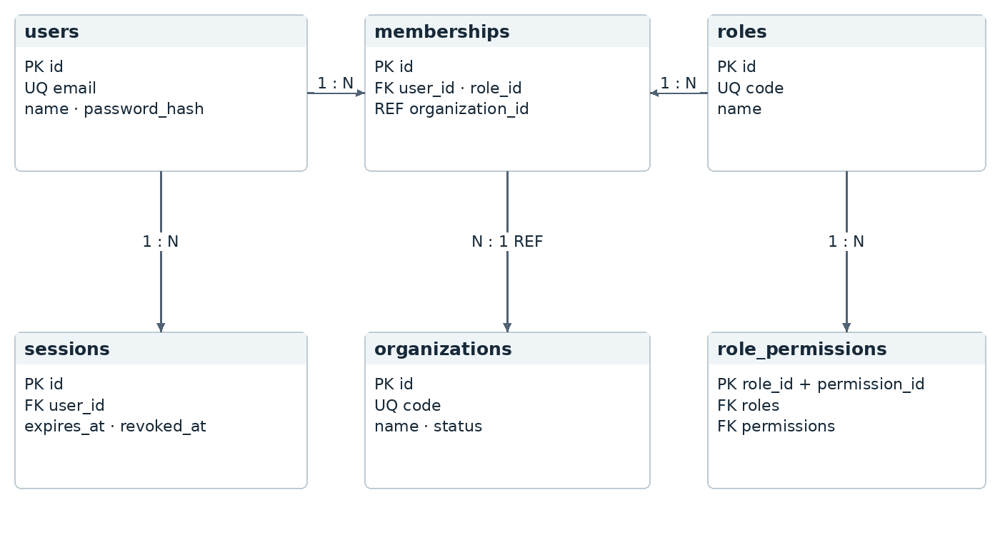 users
PK id
UQ email
name · password_hash
1 : N
memberships
PK id
FK user_id · role_id
REF organization_id
1 : N
roles
PK id
UQ code
name
1 : N
N : 1 REF
1 : N
sessions
PK id
FK user_id
expires_at · revoked_at
organizations
PK id
UQ code
name · status
role_permissions
PK role_id + permission_id
FK roles
FK permissions